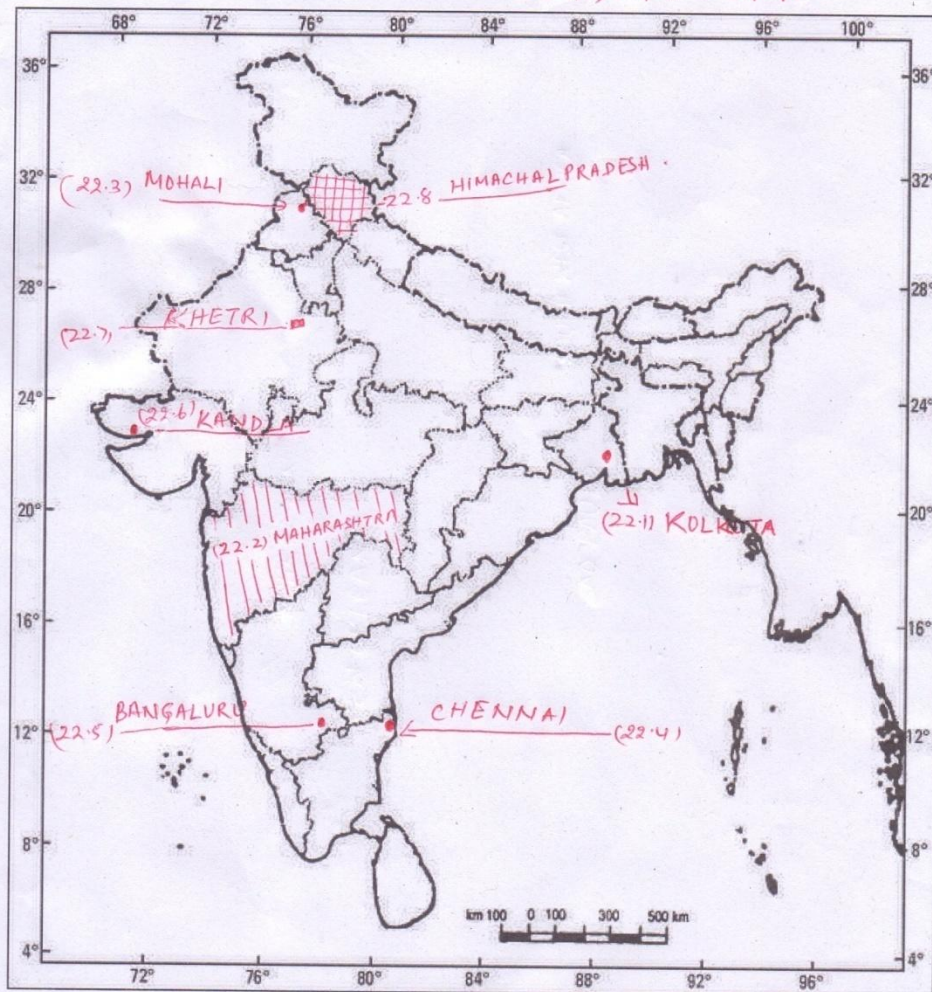 68° 72° 76° 80° 84° 88° 92° 96° 100°
36° 36°
(22.3) MOHALI
22.8 HIMACHAL PRADESH.
32° 32°
28° 28°
(22.7) KHETRI
24° 24°
(22.6) KANDLA
20° 20°
(22.2) MAHARASHTRA
(22.1) KOLKATA
16° 16°
BANGALURU
(22.5)
CHENNAI
(22.4)
12° 12°
8° 8°
km 100 0 100 300 500 km
4° 4°
72° 76° 80° 84° 88° 92° 96°